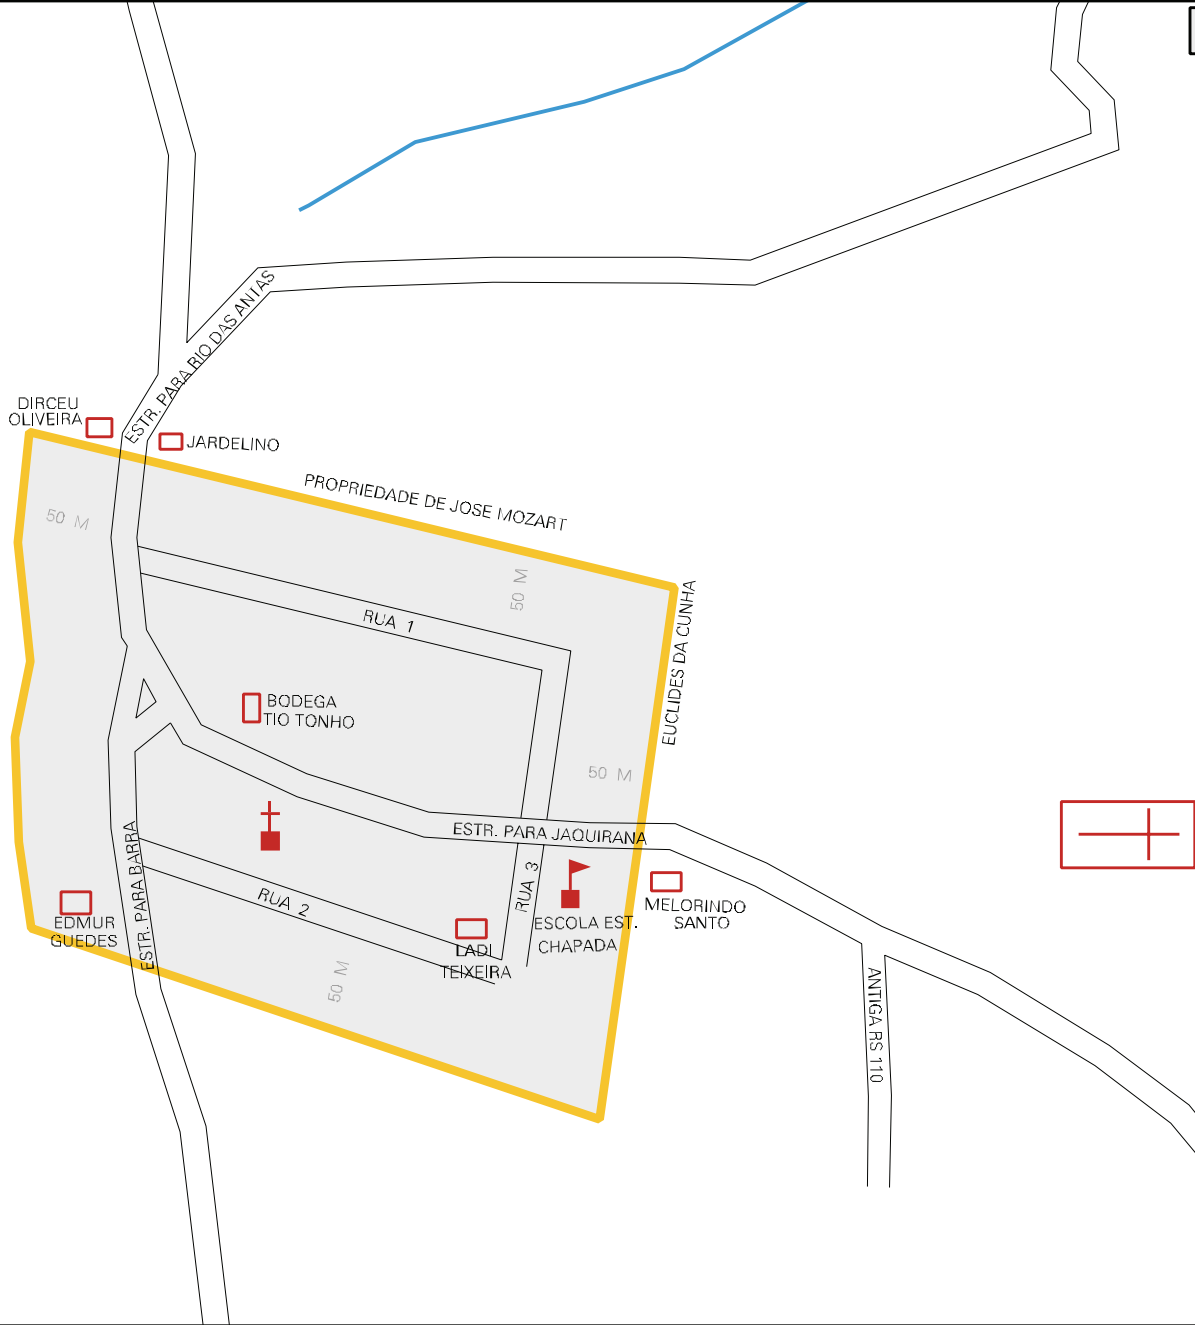 ESTR. PARA RIO DAS ANTAS
DIRCEU
OLIVEIRA
JARDELINO
PROPRIEDADE DE JOSE MOZART
50 M
50 M
EUCLIDES DA CUNHA
RUA 1
BODEGA
TIO TONHO
50 M
ESTR. PARA JAQUIRANA
ESTR. PARA BARRA
RUA 3
RUA 2
EDMUR
GUEDES
MELORINDO
SANTO
ESCOLA EST.
CHAPADA
LADI
TEIXEIRA
50 M
ANTIGA RS 110